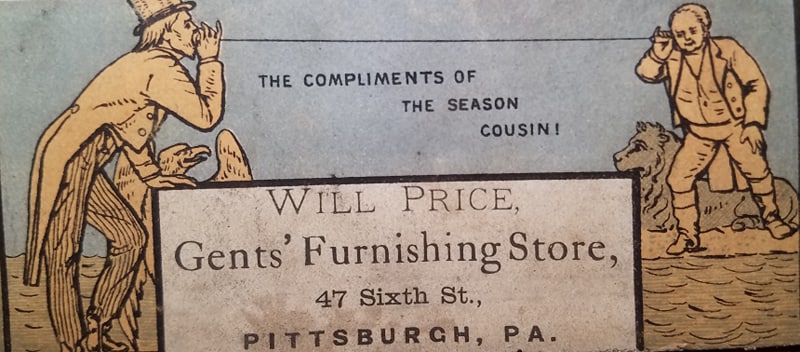 THE COMPLIMENTS OF
THE SEASON
COUSIN!
WILL PRICE,
Gents' Furnishing Store,
47 Sixth St.,
PITTSBURGH, PA.